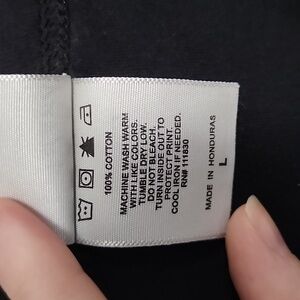 100% COTTON
MACHINE WASH WARM
WITH LIKE COLORS.
TUMBLE DRY LOW.
DO NOT BLEACH.
TURN INSIDE OUT TO
PROTECT PRINT.
COOL IRON IF NEEDED.
RN# 111830
L
MADE IN HONDURAS